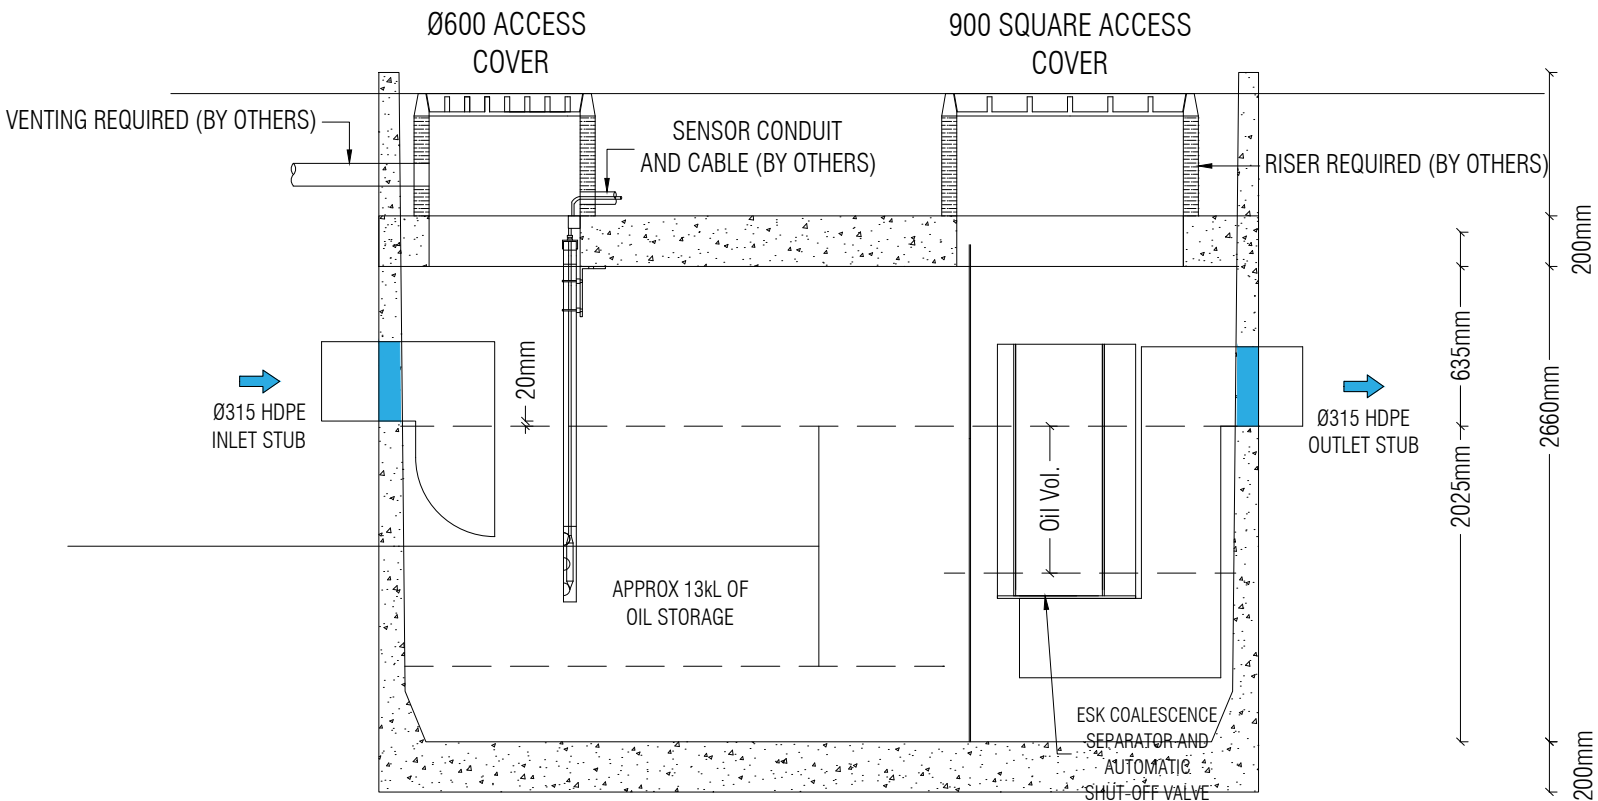 Ø600 ACCESS
COVER
900 SQUARE ACCESS
COVER
VENTING REQUIRED (BY OTHERS)
SENSOR CONDUIT
AND CABLE (BY OTHERS)
RISER REQUIRED (BY OTHERS)
200mm
20mm
635mm
2660mm
Ø315 HDPE
INLET STUB
Ø315 HDPE
OUTLET STUB
Oil Vol.
2025mm
APPROX 13kL OF
OIL STORAGE
ESK COALESCENCE
SEPARATOR AND
AUTOMATIC
SHUT-OFF VALVE
200mm